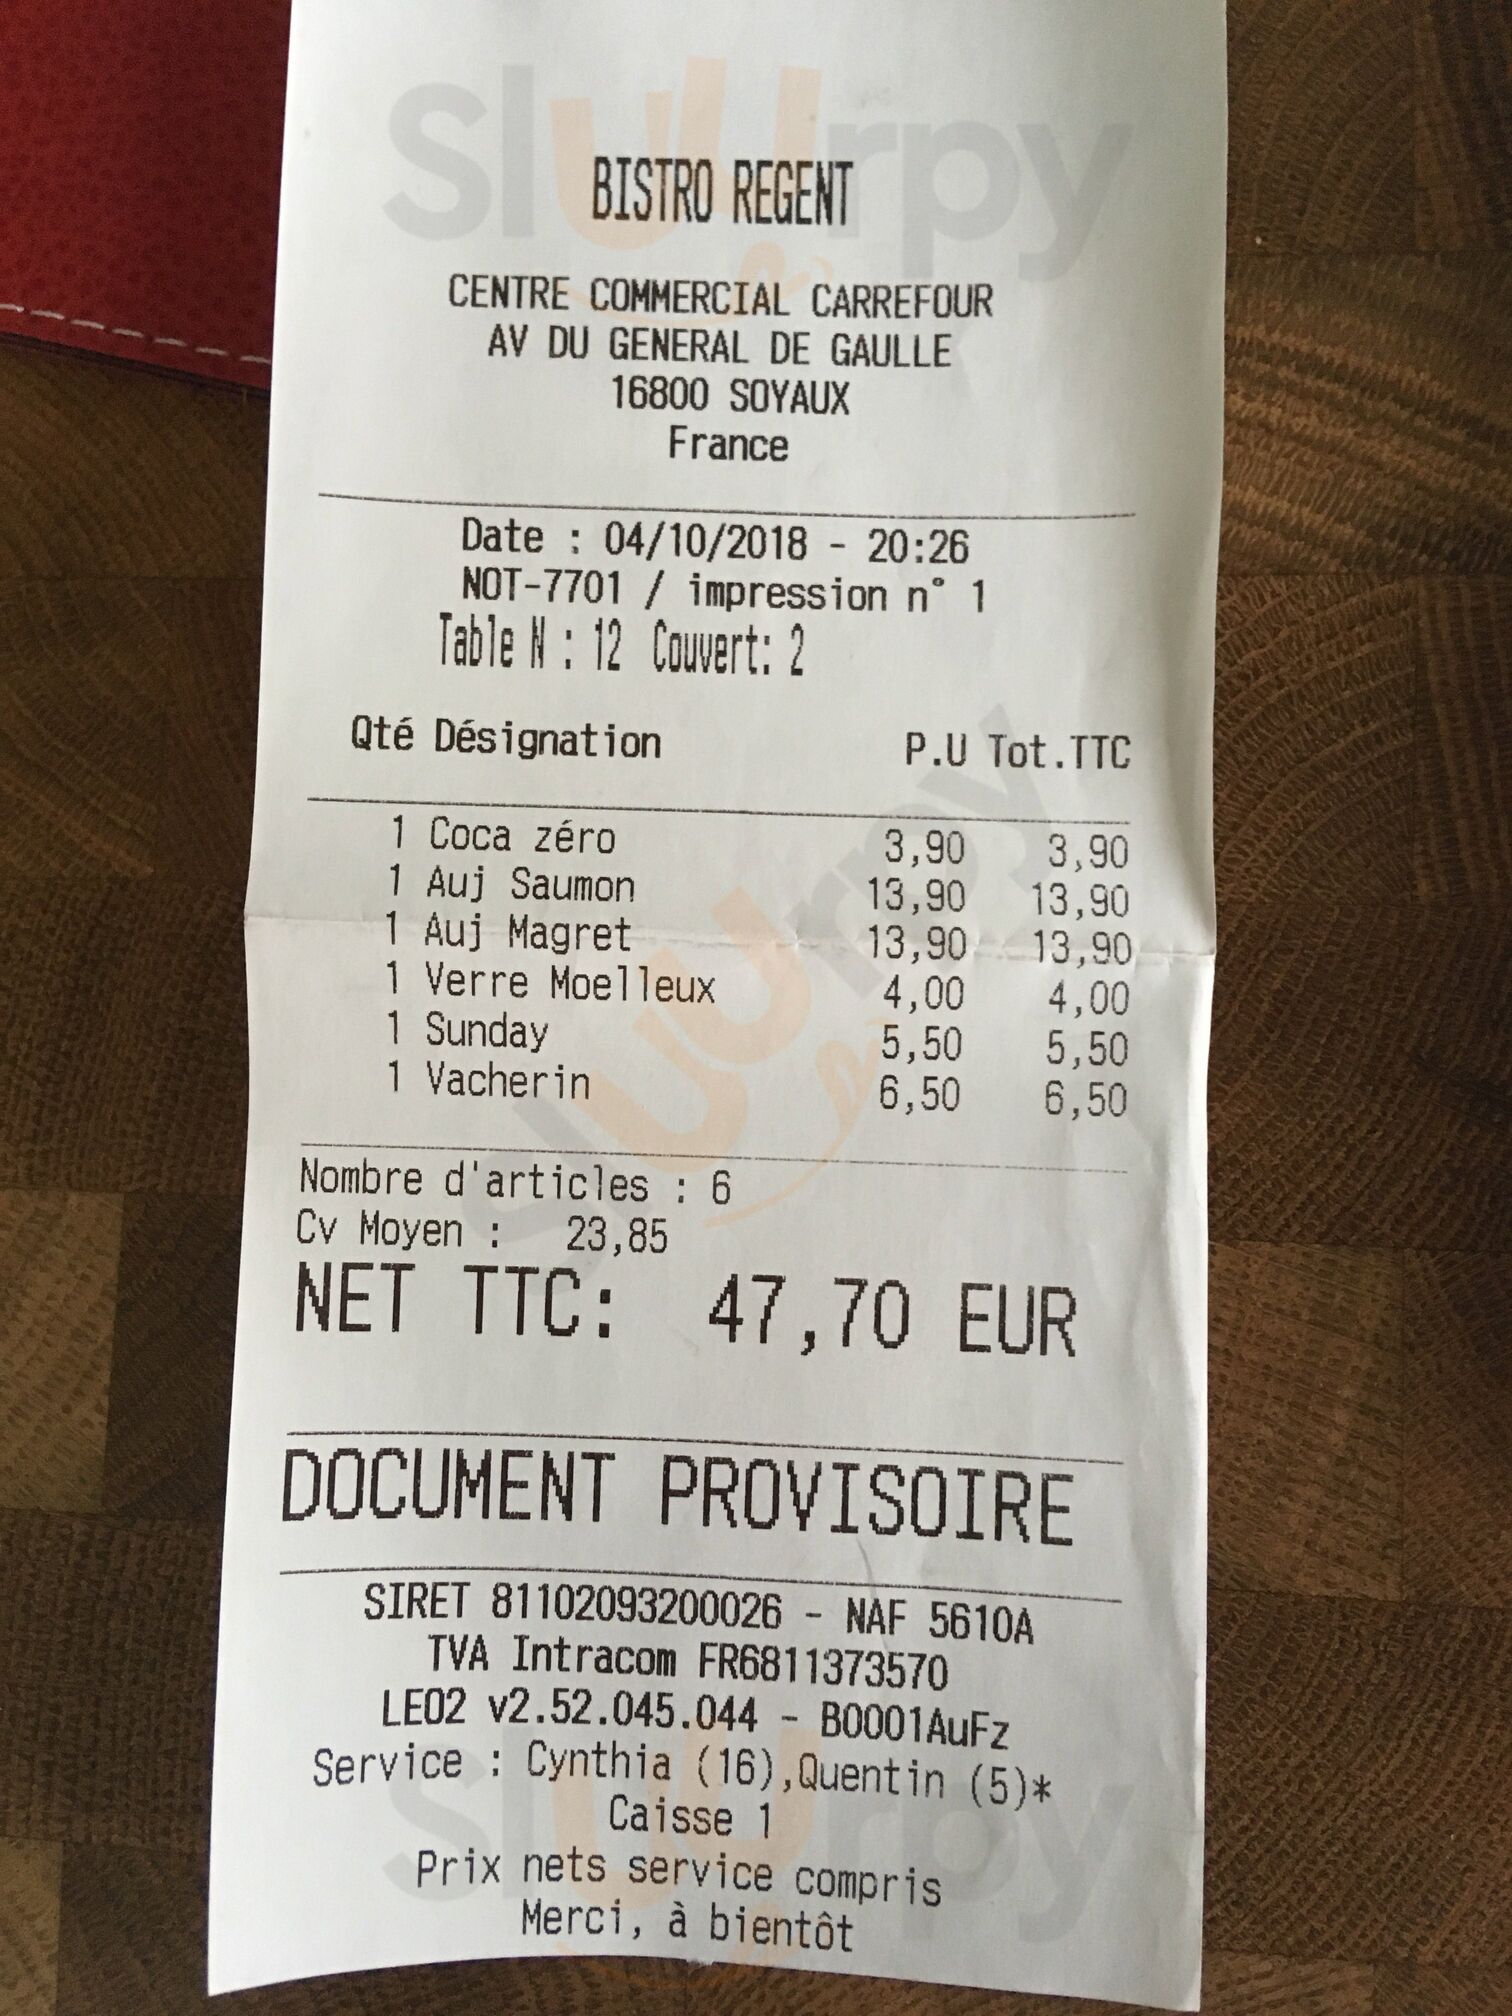 Sluurpy
BISTRO REGENT
CENTRE COMMERCIAL CARREFOUR
AV DU GENERAL DE GAULLE
16800 SOYAUX
France
Date : 04/10/2018 - 20:26
NOT-7701 / impression n° 1
Table N : 12 Couvert: 2
Qté Désignation P.U Tot.TTC
1 Coca zéro 3,90 3,90
1 Auj Saumon 13,90 13,90
1 Auj Magret 13,90 13,90
1 Verre Moelleux 4,00 4,00
1 Sunday 5,50 5,50
1 Vacherin 6,50 6,50
Sluurpy
Nombre d'articles : 6
Cv Moyen : 23,85
NET TTC: 47,70 EUR
DOCUMENT PROVISOIRE
SIRET 81102093200026 - NAF 5610A
TVA Intracom FR6811373570
LEO2 v2.52.045.044 - B0001AuFz
Service : Cynthia (16),Quentin (5)*
Caisse 1
Prix nets service compris
Merci, à bientôt
Sluurpy